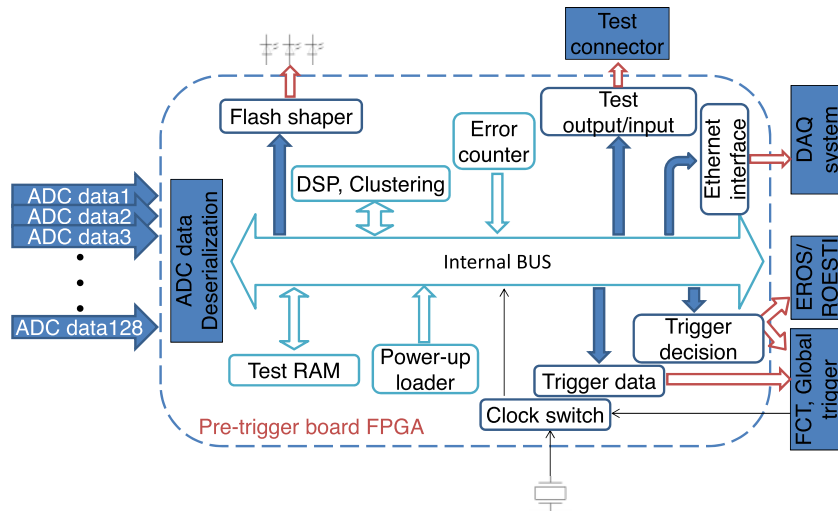 Test
connector
Flash shaper
Test
output/input
Error
counter
Ethernet
interface
DAQ
system
DSP, Clustering
ADC data1
ADC data2
ADC data3
ADC data128
ADC data
Deserialization
Internal BUS
EROS/
ROESTI
Trigger
decision
Test RAM
Power-up
loader
Trigger data
FCT, Global
trigger
Clock switch
Pre-trigger board FPGA